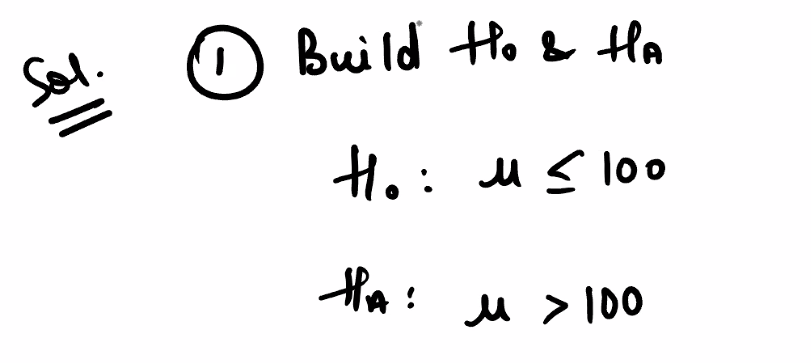 Sol. ① Build H₀ & Hₐ
H₀ : μ ≤ 100
Hₐ : μ > 100